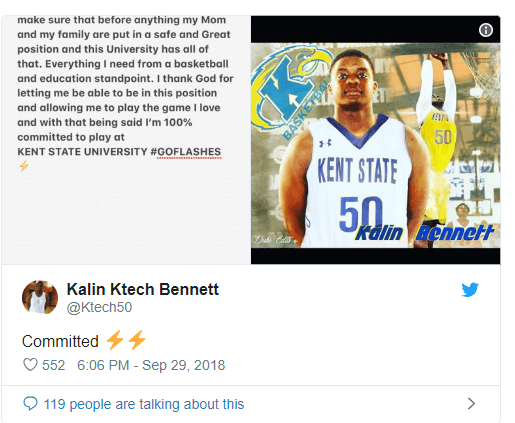 make sure that before anything my Mom
and my family are put in a safe and Great
position and this University has all of
that. Everything I need from a basketball
and education standpoint. I thank God for
letting me be able to be in this position
and allowing me to play the game I love
and with that being said I'm 100%
committed to play at
KENT STATE UNIVERSITY #GOFLASHES
⚡
K
BASKETBALL
KENT STATE
50
50
Kalin Bennett
Kalin Ktech Bennett
@Ktech50
Committed ⚡⚡
552 6:06 PM - Sep 29, 2018
119 people are talking about this